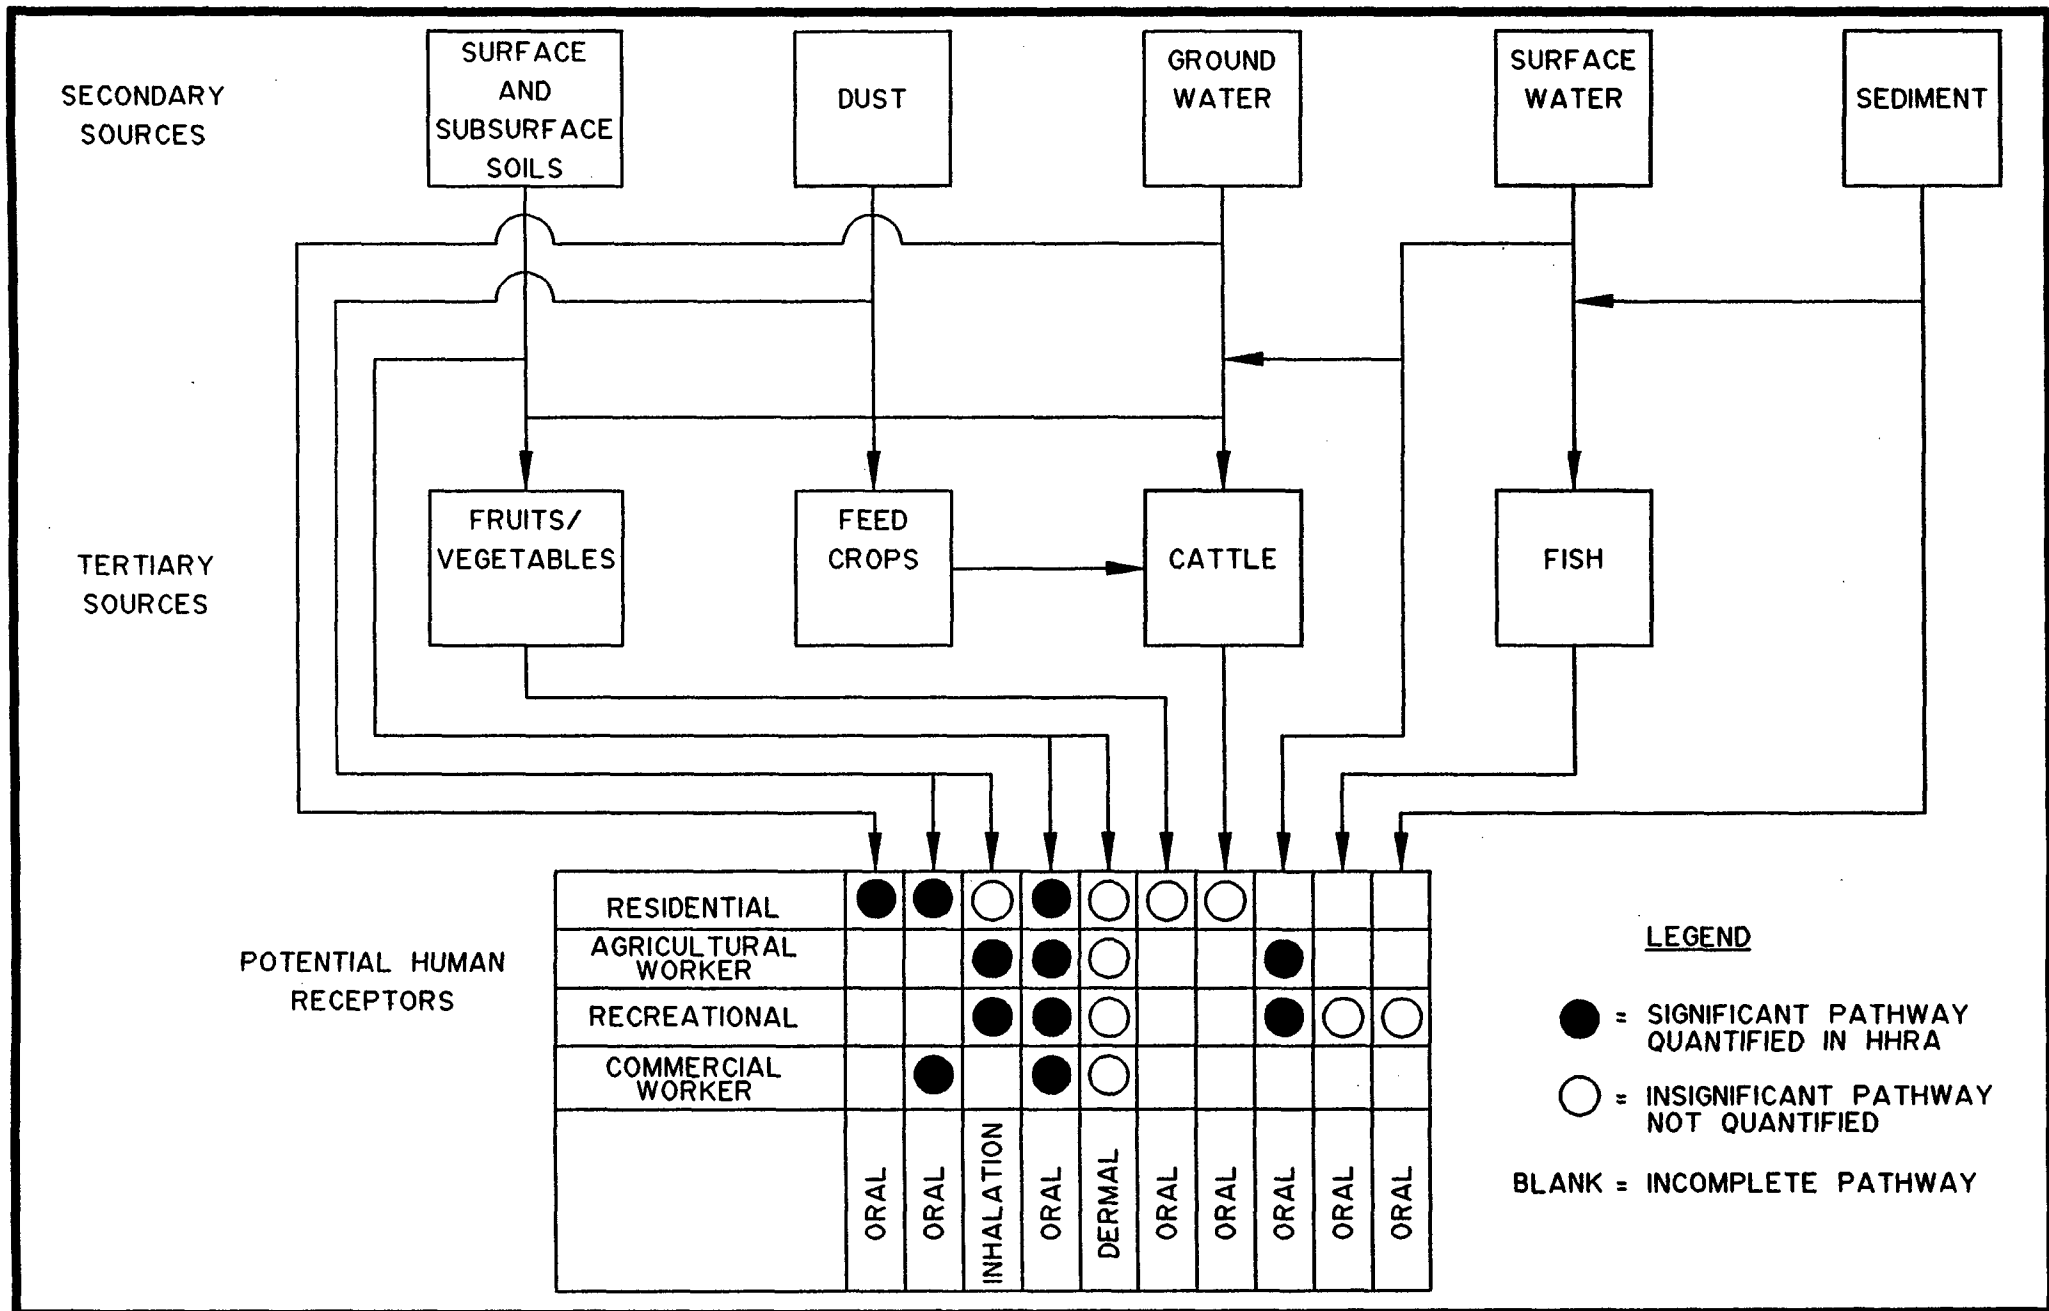 SECONDARY
SOURCES
SURFACE
AND
SUBSURFACE
SOILS
DUST
GROUND
WATER
SURFACE
WATER
SEDIMENT
TERTIARY
SOURCES
FRUITS/
VEGETABLES
FEED
CROPS
CATTLE
FISH
POTENTIAL HUMAN
RECEPTORS
RESIDENTIAL
AGRICULTURAL
WORKER
RECREATIONAL
COMMERCIAL
WORKER
ORAL
ORAL
INHALATION
ORAL
DERMAL
ORAL
ORAL
ORAL
ORAL
ORAL
LEGEND
= SIGNIFICANT PATHWAY
QUANTIFIED IN HHRA
= INSIGNIFICANT PATHWAY
NOT QUANTIFIED
BLANK = INCOMPLETE PATHWAY